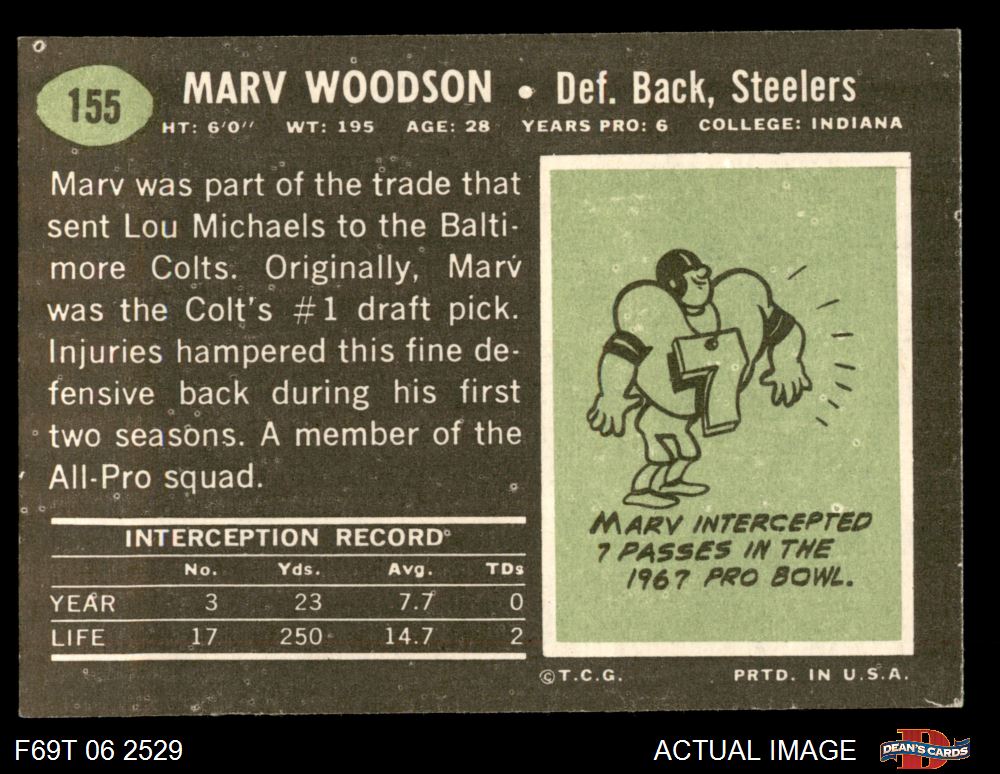 155
MARV WOODSON • Def. Back, Steelers
HT: 6'0" WT: 195 AGE: 28 YEARS PRO: 6 COLLEGE: INDIANA
Marv was part of the trade that
sent Lou Michaels to the Balti-
more Colts. Originally, Marv
was the Colt's #1 draft pick.
Injuries hampered this fine de-
fensive back during his first
two seasons. A member of the
All-Pro squad.
INTERCEPTION RECORD
No. Yds. Avg. TDs
YEAR 3 23 7.7 0
LIFE 17 250 14.7 2
7
MARV INTERCEPTED
7 PASSES IN THE
1967 PRO BOWL.
©T.C.G. PRTD. IN U.S.A.
F69T 06 2529 ACTUAL IMAGE
D
DEAN'S CARDS